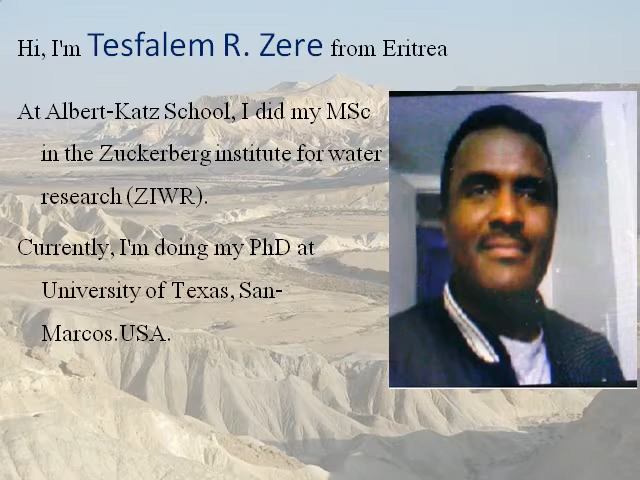 Hi, I'm Tesfalem R. Zere from Eritrea
At Albert-Katz School, I did my MSc
in the Zuckerberg institute for water
research (ZIWR).
Currently, I'm doing my PhD at
University of Texas, San-
Marcos.USA.